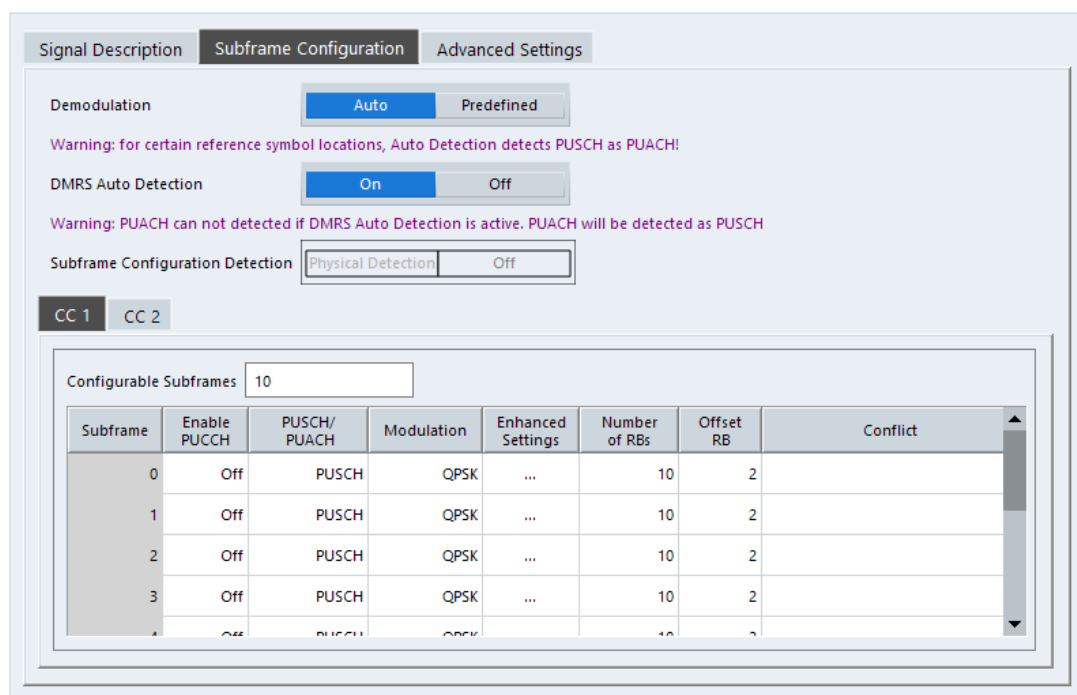 Signal Description Subframe Configuration Advanced Settings
Demodulation Auto Predefined
Warning: for certain reference symbol locations, Auto Detection detects PUSCH as PUACH!
DMRS Auto Detection On Off
Warning: PUACH can not detected if DMRS Auto Detection is active. PUACH will be detected as PUSCH
Subframe Configuration Detection Physical Detection Off
CC 1 CC 2
Configurable Subframes 10
Subframe Enable PUCCH PUSCH/ PUACH Modulation Enhanced Settings Number of RBs Offset RB Conflict
0 Off PUSCH QPSK ... 10 2
1 Off PUSCH QPSK ... 10 2
2 Off PUSCH QPSK ... 10 2
3 Off PUSCH QPSK ... 10 2